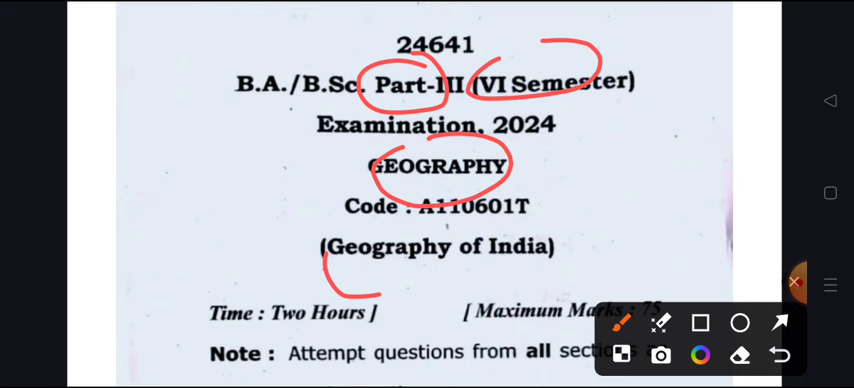 24641
B.A./B.Sc. Part-III (VI Semester)
Examination, 2024
GEOGRAPHY
Code : A110601T
(Geography of India)
Time : Two Hours ] [ Maximum Marks : 75
Note : Attempt questions from all sections